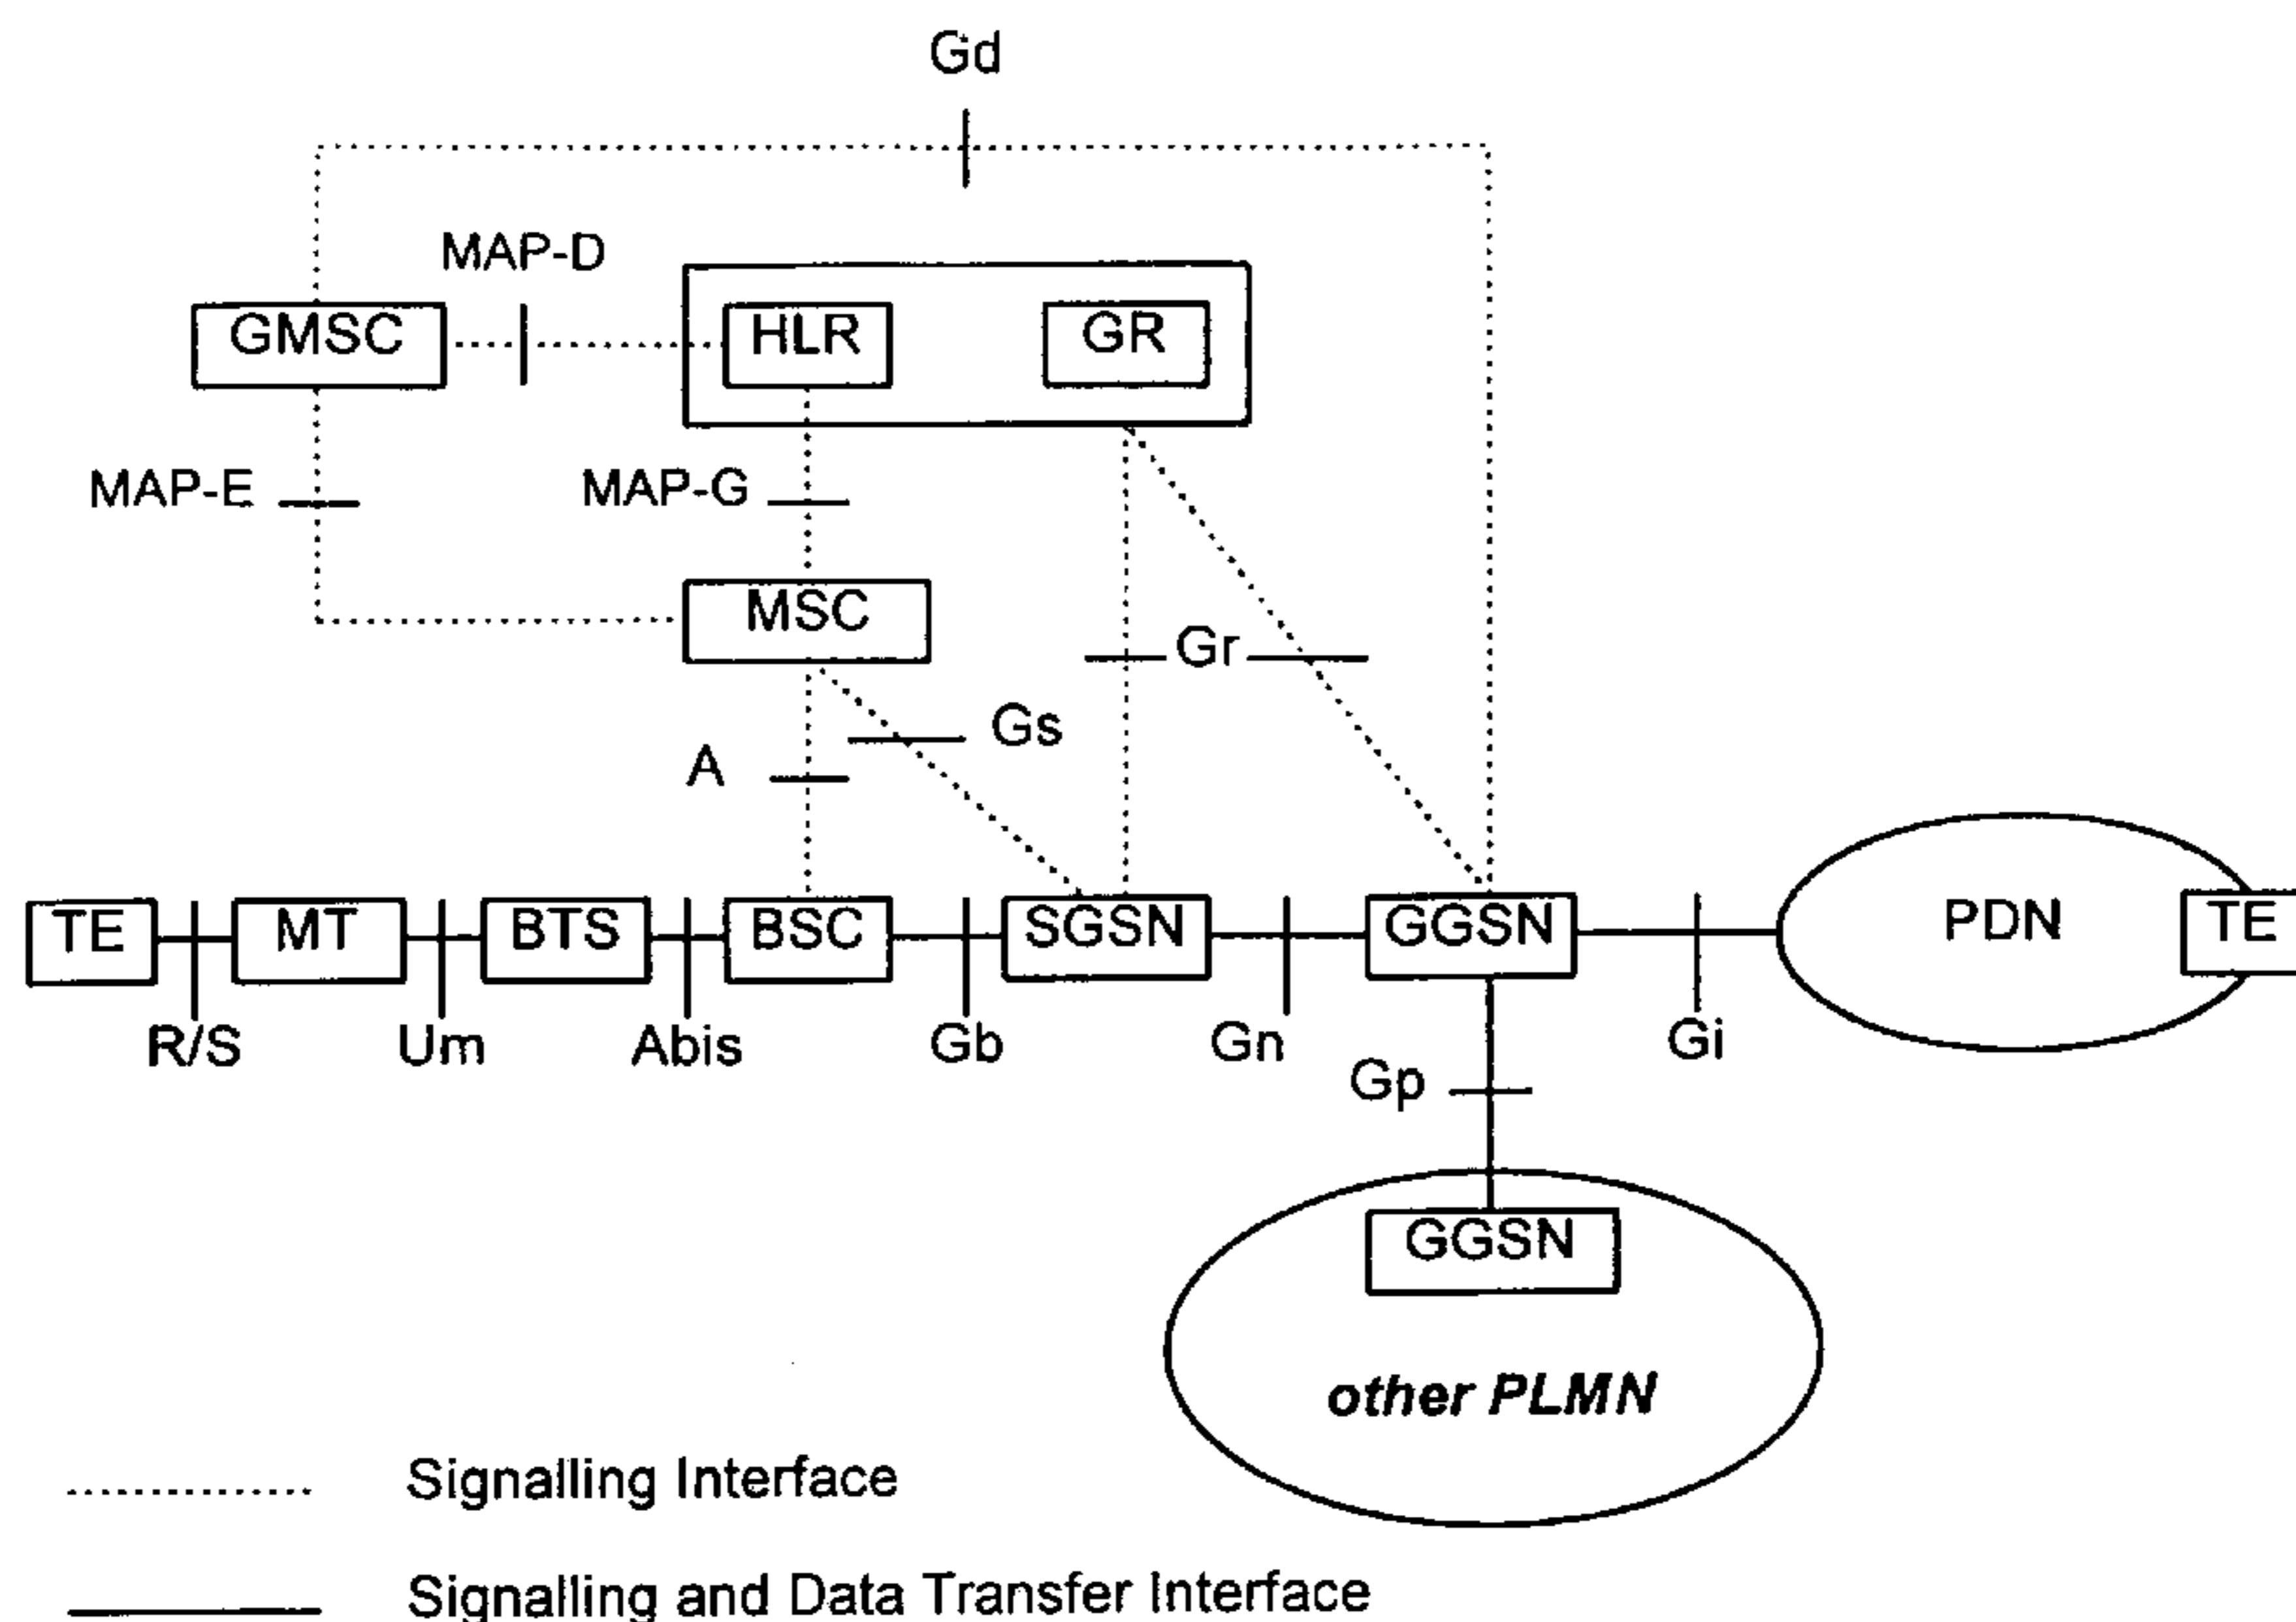 Gd
MAP-D
GMSC
HLR
GR
MAP-E
MAP-G
MSC
Gr
Gs
A
TE
MT
BTS
BSC
SGSN
GGSN
PDN
TE
R/S
Um
Abis
Gb
Gn
Gi
Gp
GGSN
other PLMN
Signalling Interface
Signalling and Data Transfer Interface